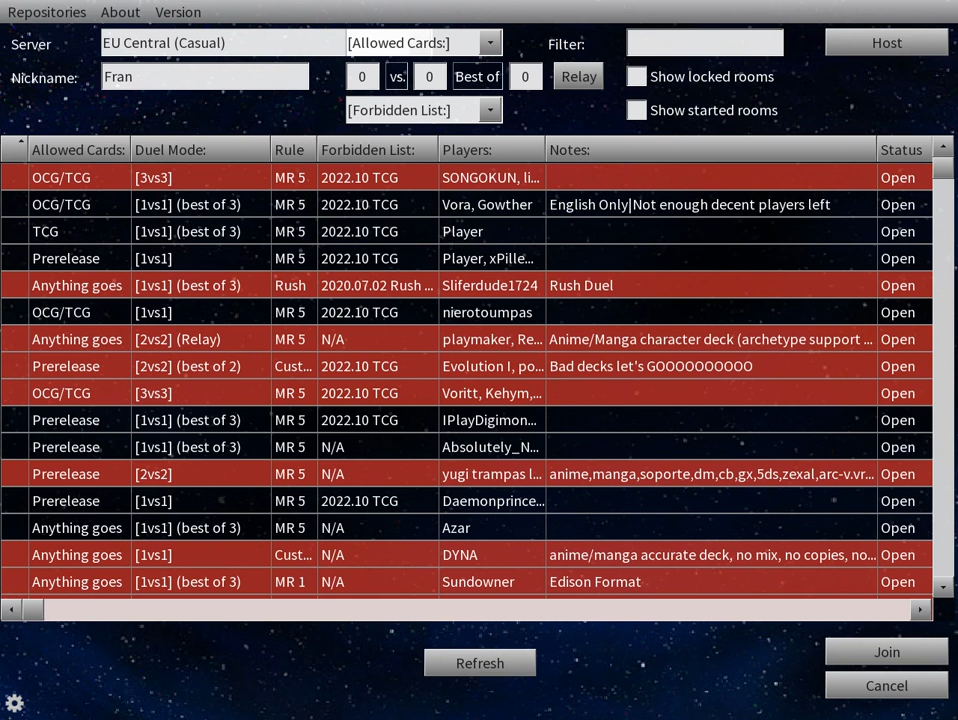 Repositories About Version
Server EU Central (Casual) [Allowed Cards:] Filter: Host
Nickname: Fran 0 vs. 0 Best of 0 Relay Show locked rooms
[Forbidden List:] Show started rooms
Allowed Cards: Duel Mode: Rule Forbidden List: Players: Notes: Status
OCG/TCG [3vs3] MR 5 2022.10 TCG SONGOKUN, li... Open
OCG/TCG [1vs1] (best of 3) MR 5 2022.10 TCG Vora, Gowther English Only|Not enough decent players left Open
TCG [1vs1] (best of 3) MR 5 2022.10 TCG Player Open
Prerelease [1vs1] MR 5 2022.10 TCG Player, xPille... Open
Anything goes [1vs1] (best of 3) Rush 2020.07.02 Rush ... Sliferdude1724 Rush Duel Open
OCG/TCG [1vs1] MR 5 2022.10 TCG nierotoumpas Open
Anything goes [2vs2] (Relay) MR 5 N/A playmaker, Re... Anime/Manga character deck (archetype support ... Open
Prerelease [2vs2] (best of 2) Cust... 2022.10 TCG Evolution I, po... Bad decks let's GOOOOOOOOOO Open
OCG/TCG [3vs3] MR 5 2022.10 TCG Voritt, Kehym,... Open
Prerelease [1vs1] (best of 3) MR 5 2022.10 TCG IPlayDigimon... Open
Prerelease [1vs1] (best of 3) MR 5 N/A Absolutely_N... Open
Prerelease [2vs2] MR 5 N/A yugi trampas l... anime,manga,soporte,dm,cb,gx,5ds,zexal,arc-v.vr... Open
Prerelease [1vs1] MR 5 2022.10 TCG Daemonprince... Open
Anything goes [1vs1] (best of 3) MR 5 N/A Azar Open
Anything goes [1vs1] Cust... N/A DYNA anime/manga accurate deck, no mix, no copies, no... Open
Anything goes [1vs1] (best of 3) MR 1 N/A Sundowner Edison Format Open
Refresh Join
Cancel